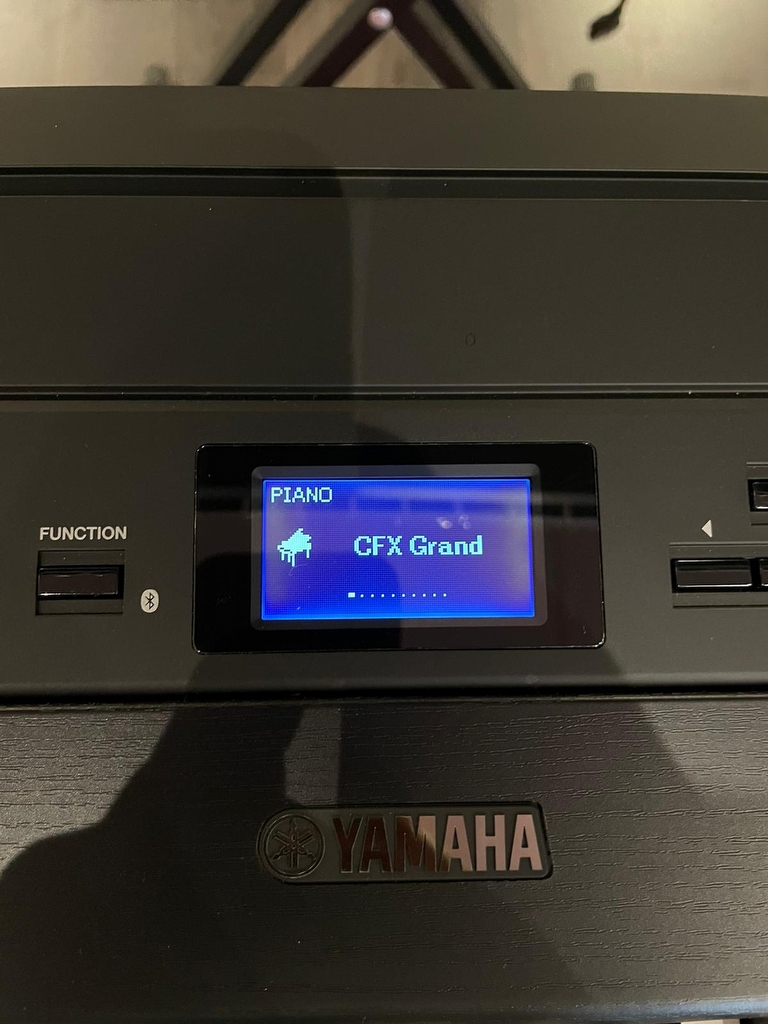 PIANO
FUNCTION
CFX Grand
YAMAHA